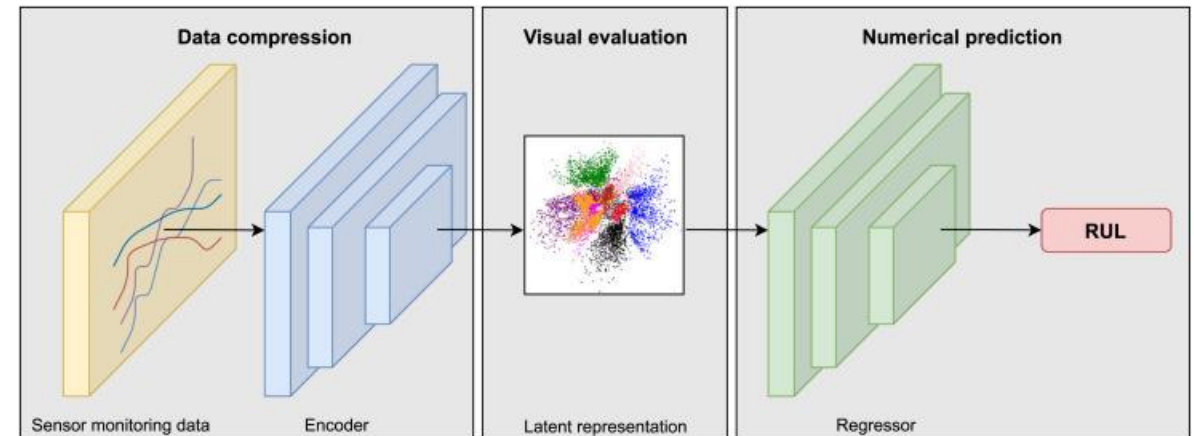 Data compression
Visual evaluation
Numerical prediction
RUL
Sensor monitoring data
Encoder
Latent representation
Regressor